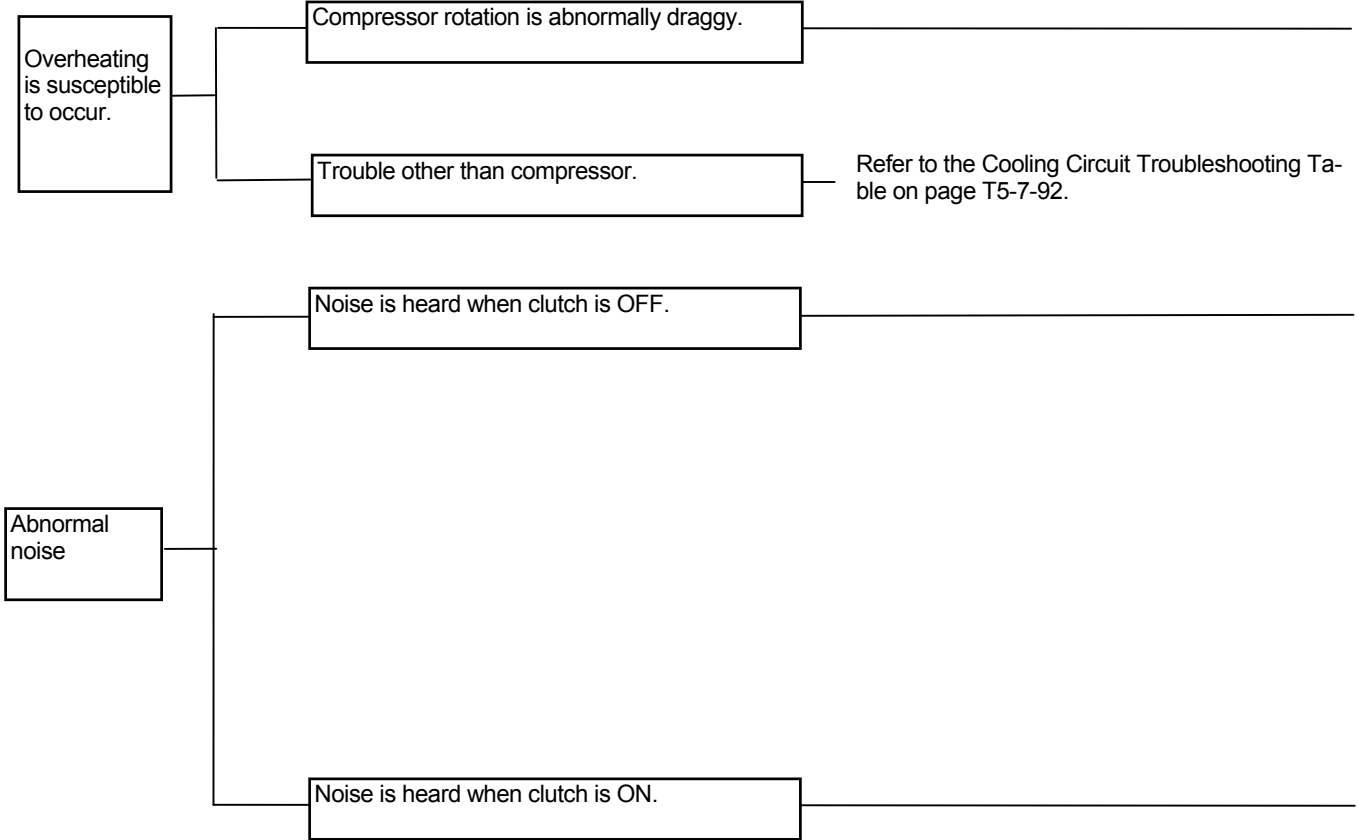 Overheating
is susceptible
to occur.
Compressor rotation is abnormally draggy.
Trouble other than compressor.
Refer to the Cooling Circuit Troubleshooting Ta-
ble on page T5-7-92.
Abnormal
noise
Noise is heard when clutch is OFF.
Noise is heard when clutch is ON.